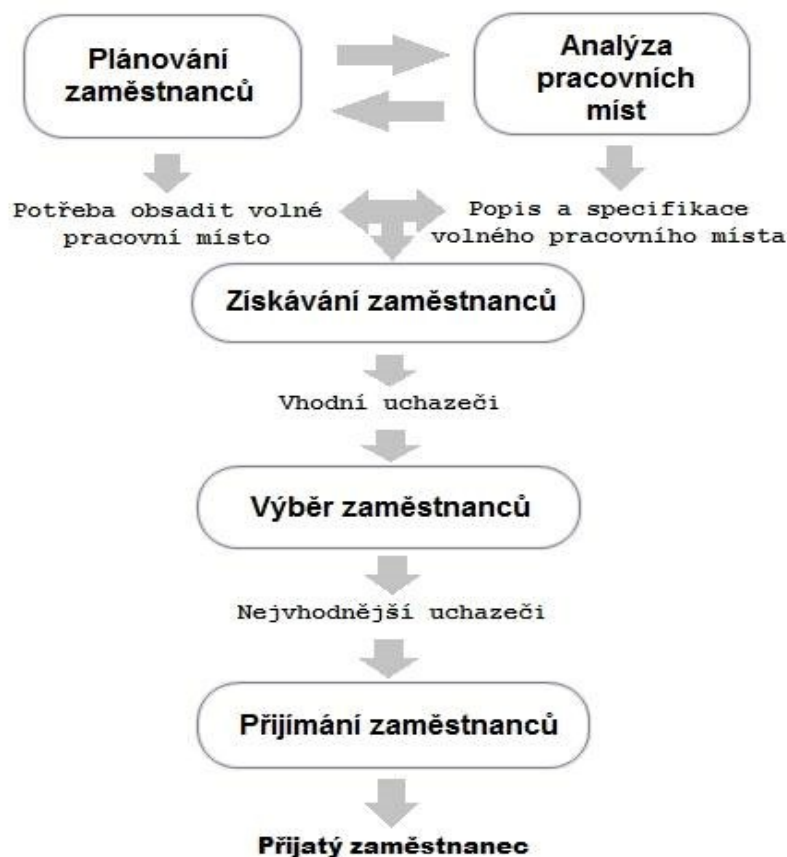 Plánování
zaměstnanců
Analýza
pracovních
míst
Potřeba obsadit volné
pracovní místo
Popis a specifikace
volného pracovního místa
Získávání zaměstnanců
Vhodní uchazeči
Výběr zaměstnanců
Nejvhodnější uchazeči
Přijímání zaměstnanců
Přijatý zaměstnanec